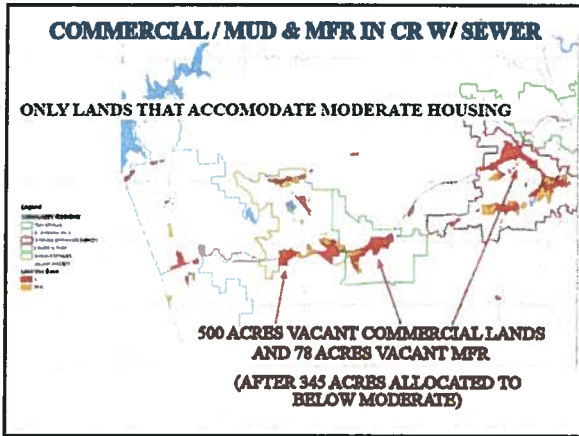 COMMERCIAL / MUD & MFR IN CR W/ SEWER
ONLY LANDS THAT ACCOMODATE MODERATE HOUSING
Legend
500 ACRES VACANT COMMERCIAL LANDS
AND 78 ACRES VACANT MFR
(AFTER 345 ACRES ALLOCATED TO
BELOW MODERATE)